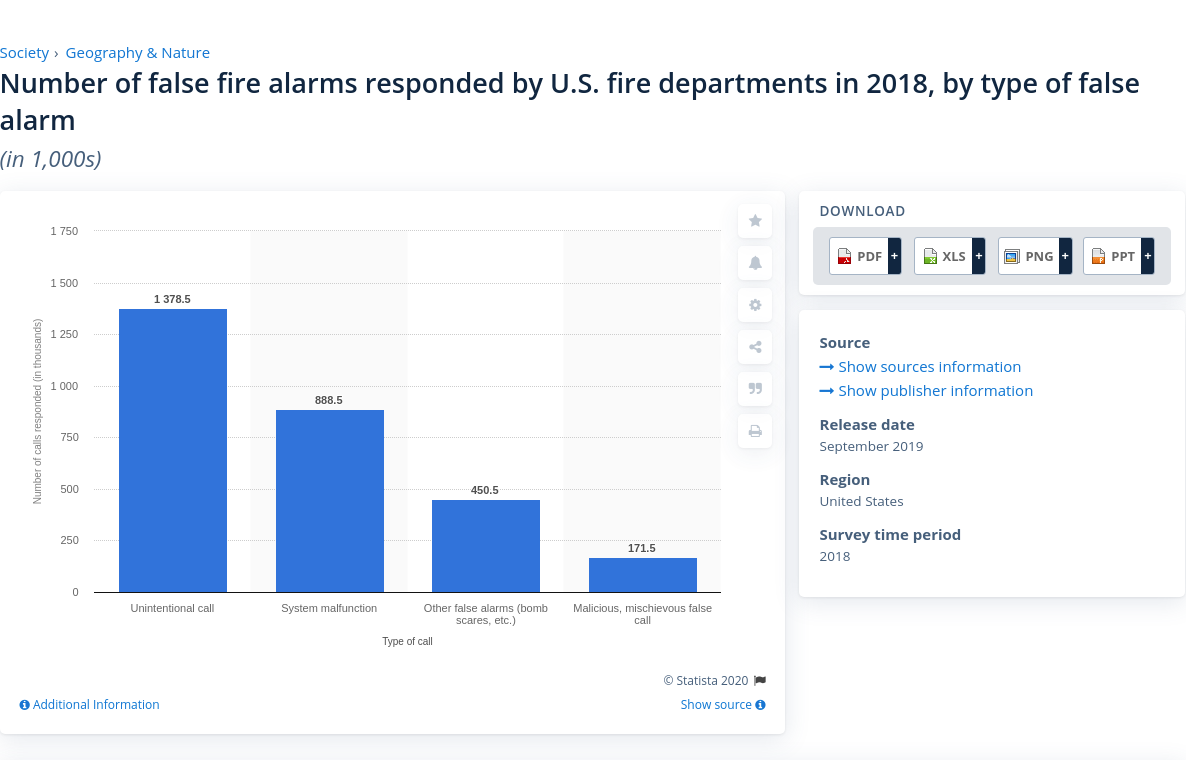 Society › Geography & Nature
Number of false fire alarms responded by U.S. fire departments in 2018, by type of false
alarm
(in 1,000s)
DOWNLOAD
PDF +
XLS +
PNG +
PPT +
Number of calls responded (in thousands)
1 750
1 500
1 250
1 000
750
500
250
0
1 378.5
888.5
450.5
171.5
Unintentional call
System malfunction
Other false alarms (bomb
scares, etc.)
Malicious, mischievous false
call
Type of call
© Statista 2020
Additional Information
Show source
Source
Show sources information
Show publisher information
Release date
September 2019
Region
United States
Survey time period
2018